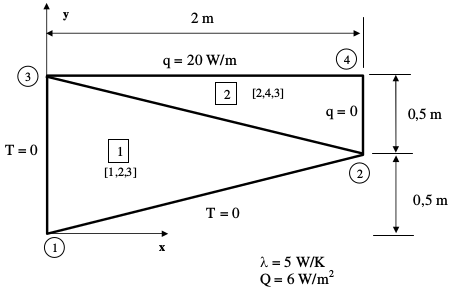 y
2 m
q = 20 W/m
4
3
2
[2,4,3]
q = 0
0,5 m
T = 0
1
[1,2,3]
2
0,5 m
T = 0
1
x
λ = 5 W/K
Q = 6 W/m²